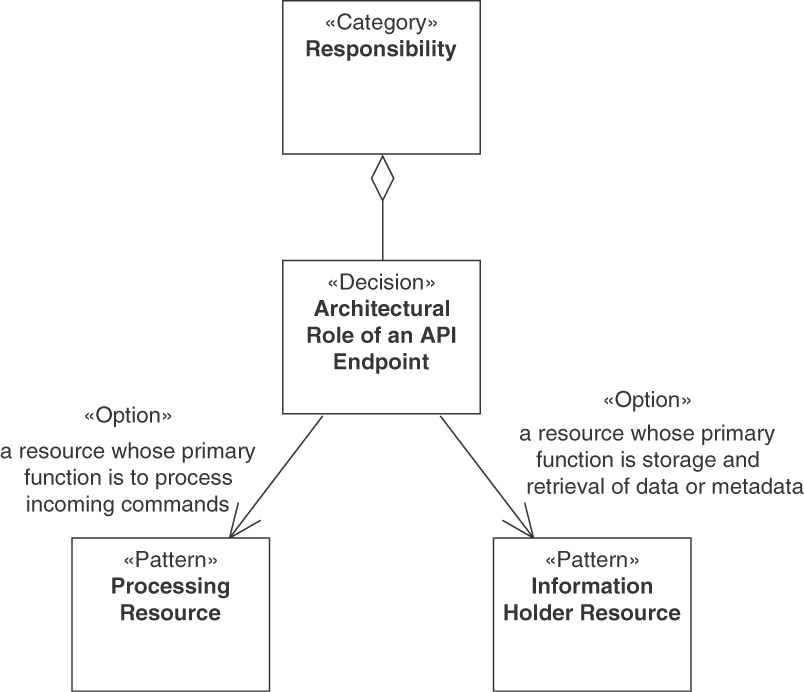 «Category»
Responsibility
«Decision»
Architectural
Role of an API
Endpoint
«Option»
a resource whose primary
function is to process
incoming commands
«Option»
a resource whose primary
function is storage and
retrieval of data or metadata
«Pattern»
Processing
Resource
«Pattern»
Information
Holder Resource